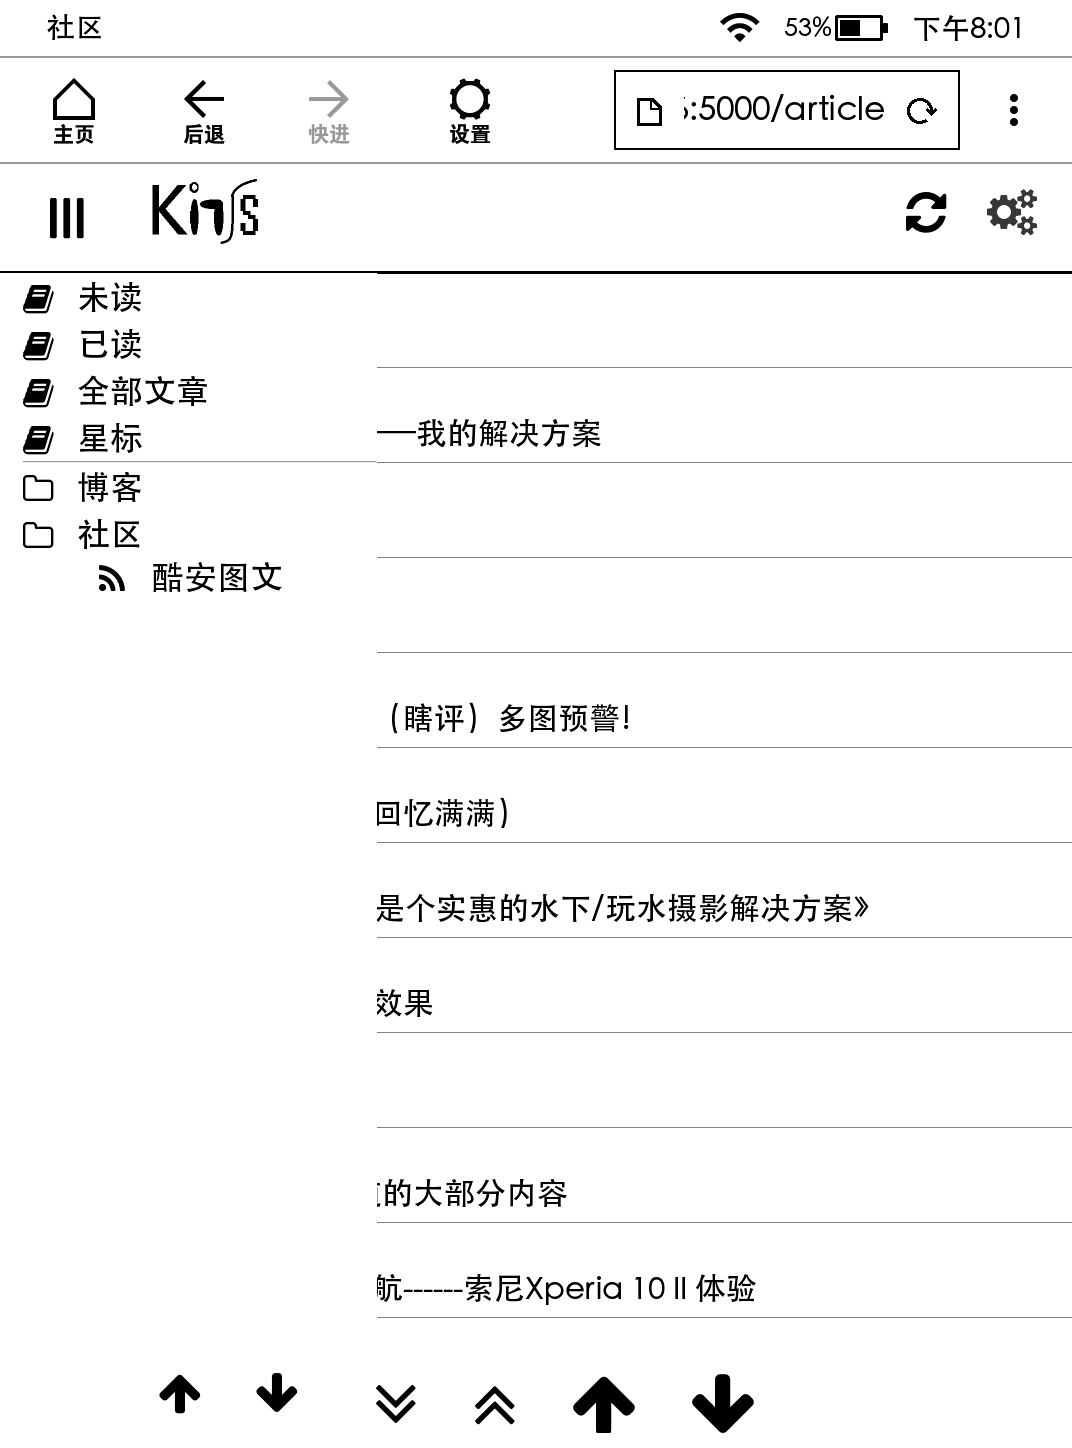 社区
53%
下午8:01
主页
后退
快进
设置
:5000/article
KinS
未读
已读
全部文章
星标
──我的解决方案
博客
社区
酷安图文
（瞎评）多图预警!
回忆满满)
是个实惠的水下/玩水摄影解决方案》
效果
的大部分内容
航------索尼Xperia 10 II 体验